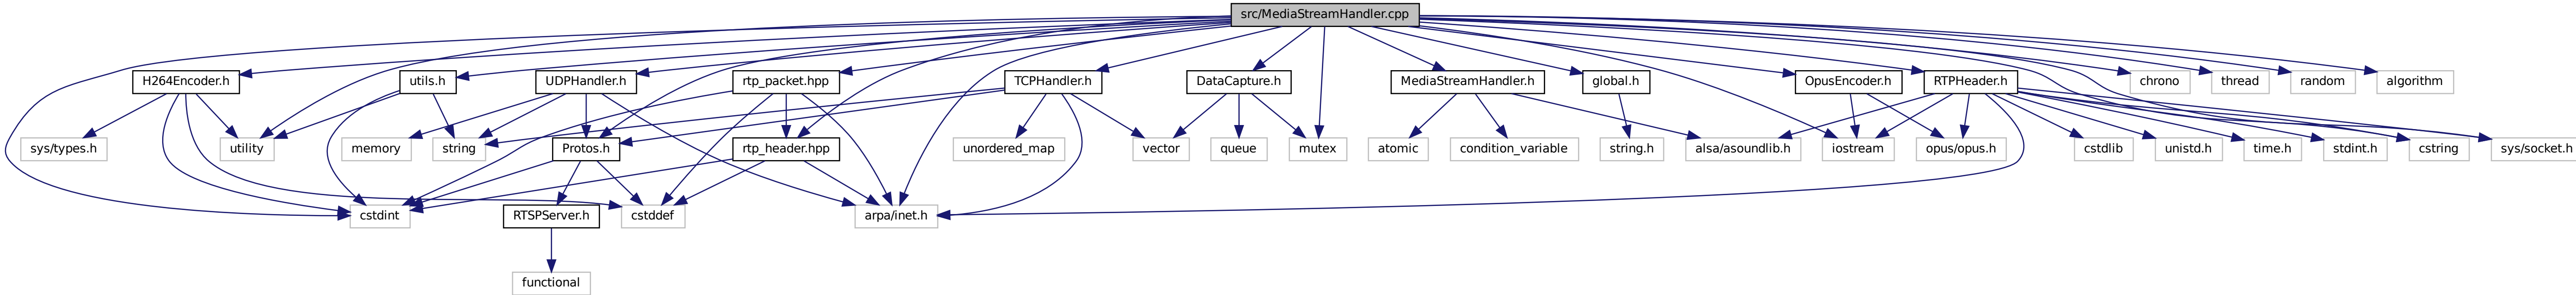 src/MediaStreamHandler.cpp
H264Encoder.h
utils.h
UDPHandler.h
rtp_packet.hpp
TCPHandler.h
DataCapture.h
MediaStreamHandler.h
global.h
OpusEncoder.h
RTPHeader.h
chrono
thread
random
algorithm
sys/types.h
utility
memory
string
Protos.h
rtp_header.hpp
unordered_map
vector
queue
mutex
atomic
condition_variable
string.h
alsa/asoundlib.h
iostream
opus/opus.h
cstdlib
unistd.h
time.h
stdint.h
cstring
sys/socket.h
cstdint
RTSPServer.h
cstddef
arpa/inet.h
functional